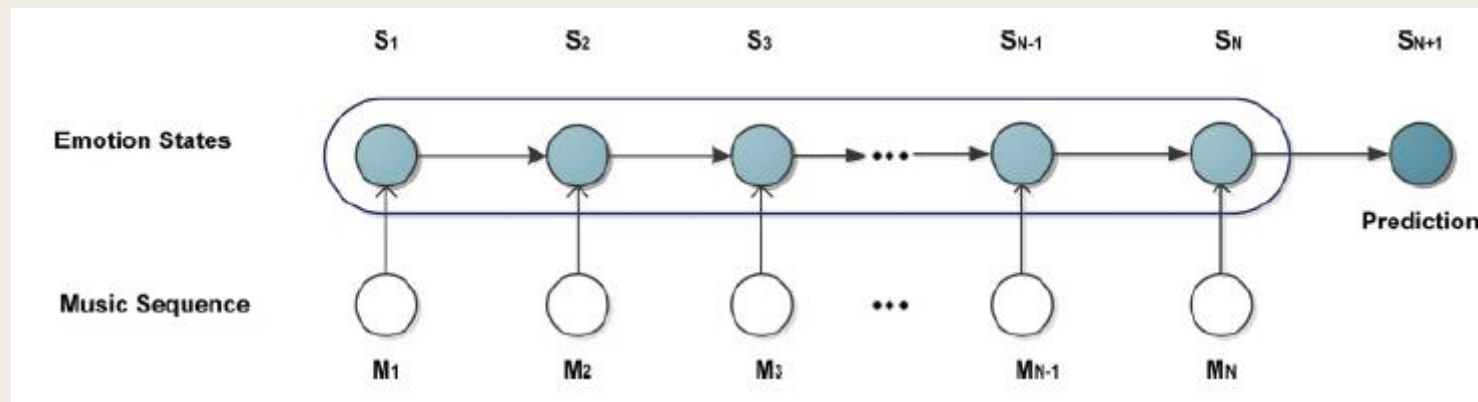 S1 S2 S3 SN-1 SN SN+1
Emotion States
Prediction
Music Sequence
M1 M2 M3 MN-1 MN